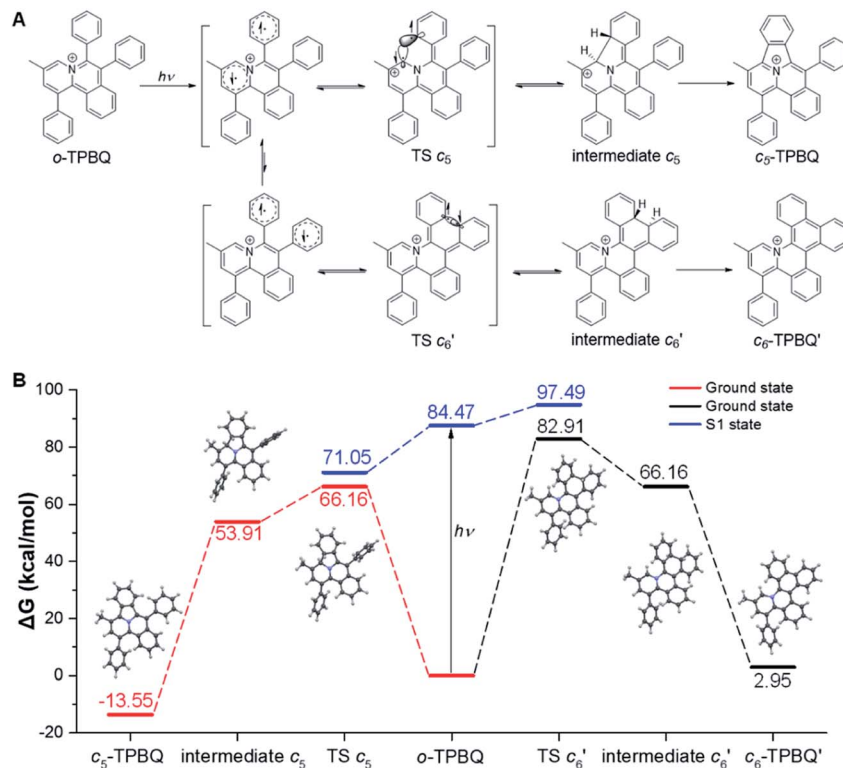 A
hν
N
H
H
o-TPBQ
TS c₅
intermediate c₅
c₅-TPBQ
N
H
H
TS c₆'
intermediate c₆'
c₆-TPBQ'
B
ΔG (kcal/mol)
100
80
60
40
20
0
-20
Ground state
Ground state
S1 state
97.49
84.47
82.91
71.05
66.16
66.16
53.91
hν
2.95
-13.55
c₅-TPBQ intermediate c₅ TS c₅ o-TPBQ TS c₆' intermediate c₆' c₆-TPBQ'